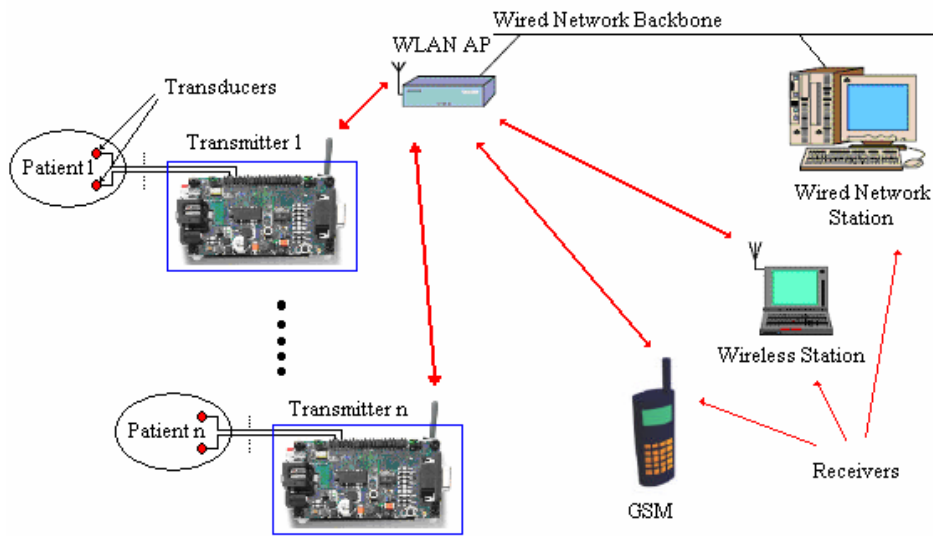 Wired Network Backbone
WLAN AP
Transducers
Transmitter 1
Patient 1
Wired Network
Station
Wireless Station
Patient n
Transmitter n
Receivers
GSM